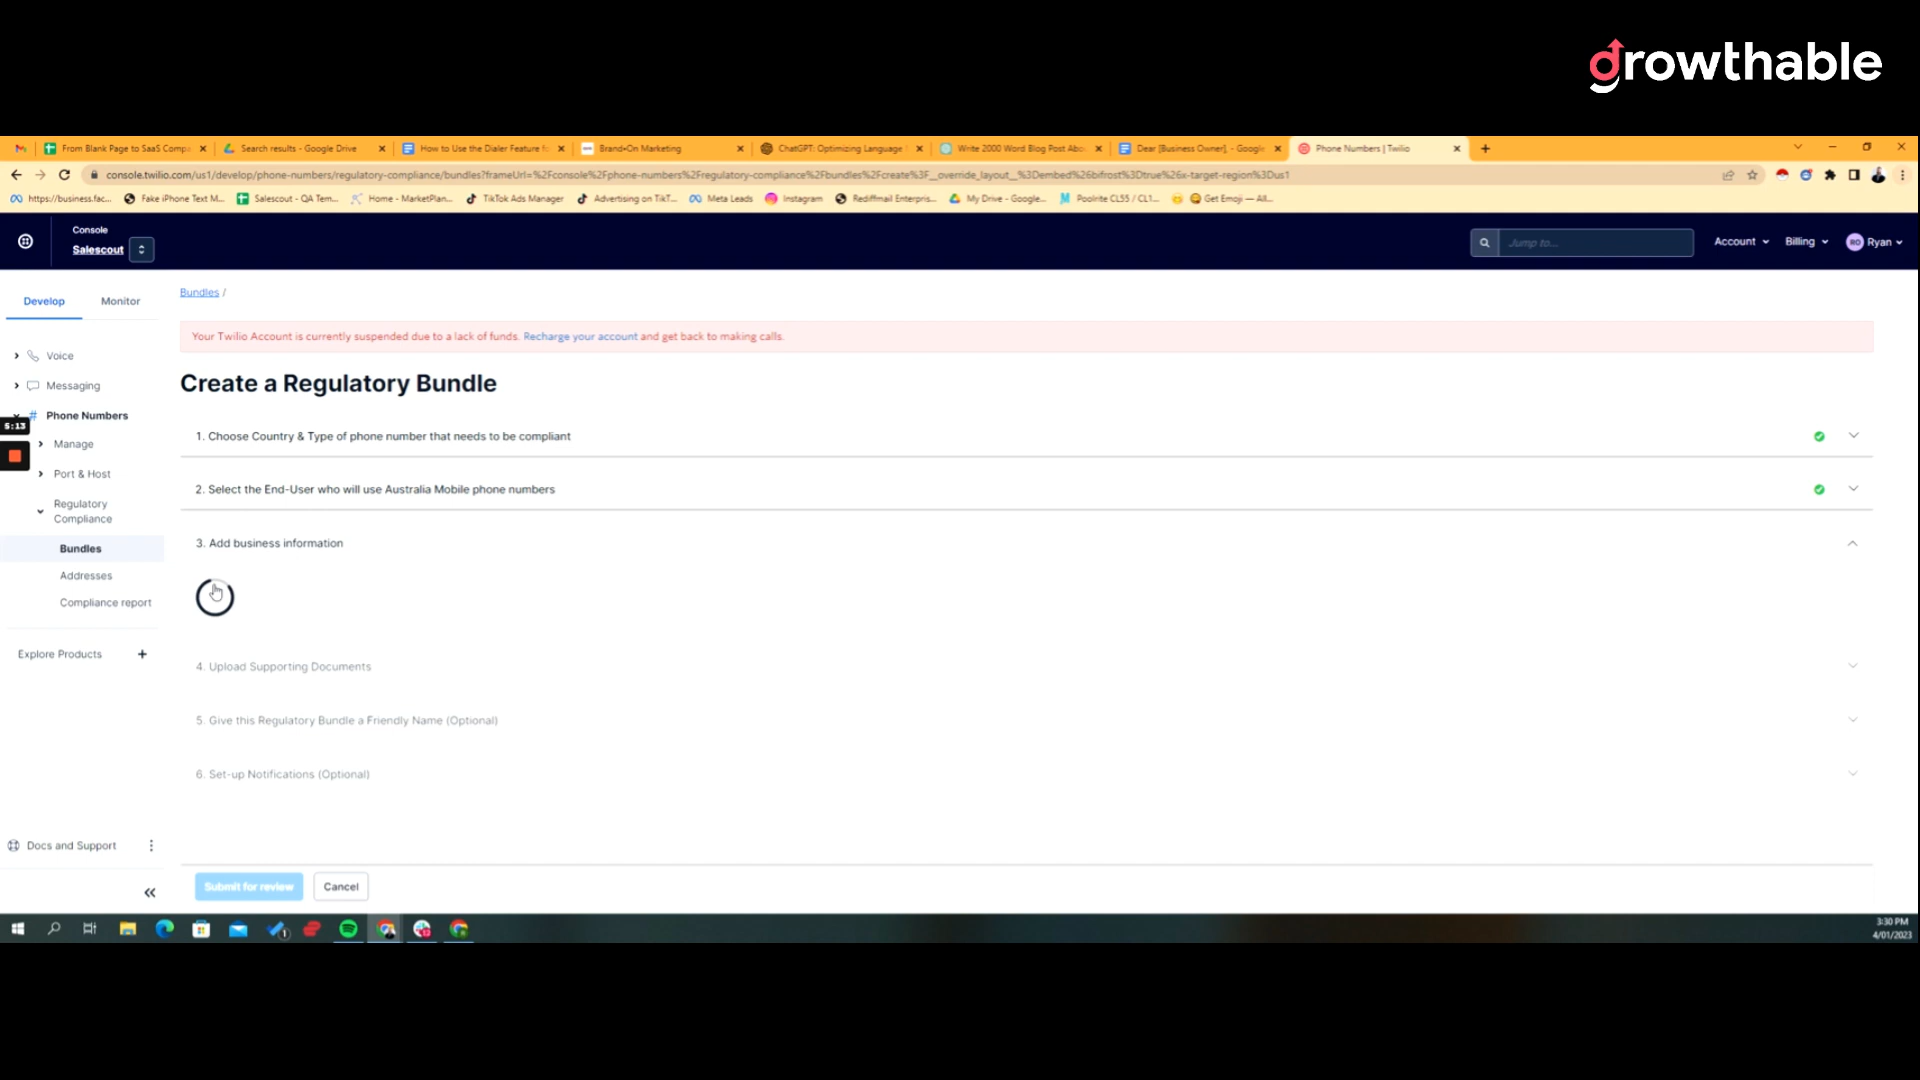 growthable
From Blank Page to SaaS Compa
Search results - Google Drive
How to Use the Dialer Feature fo
Brand•On Marketing
ChatGPT: Optimizing Language
Write 2000 Word Blog Post Abo
Dear [Business Owner], - Google
Phone Numbers | Twilio
console.twilio.com/us1/develop/phone-numbers/regulatory-compliance/bundles?frameUrl=%2Fconsole%2Fphone-numbers%2Fregulatory-compliance%2Fbundles%2Fcreate%3F__override_layout__%3Dembed%26bifrost%3Dtrue%26x-target-region%3Dus1
https://business.fac...
Fake iPhone Text M...
Salescout - QA Tem...
Home - MarketPlan...
TikTok Ads Manager
Advertising on TikT...
Meta Leads
Instagram
Rediffmail Enterpris...
My Drive - Google...
Poolrite CL55 / CL1...
Get Emoji — All...
Console
Salescout
Jump to...
Account
Billing
RO
Ryan
Develop
Monitor
Bundles /
Your Twilio Account is currently suspended due to a lack of funds. Recharge your account and get back to making calls.
Create a Regulatory Bundle
Voice
Messaging
Phone Numbers
5:13
Manage
Port & Host
Regulatory
Compliance
Bundles
Addresses
Compliance report
Explore Products
1. Choose Country & Type of phone number that needs to be compliant
2. Select the End-User who will use Australia Mobile phone numbers
3. Add business information
4. Upload Supporting Documents
5. Give this Regulatory Bundle a Friendly Name (Optional)
6. Set-up Notifications (Optional)
Docs and Support
Submit for review
Cancel
3:30 PM
4/01/2023